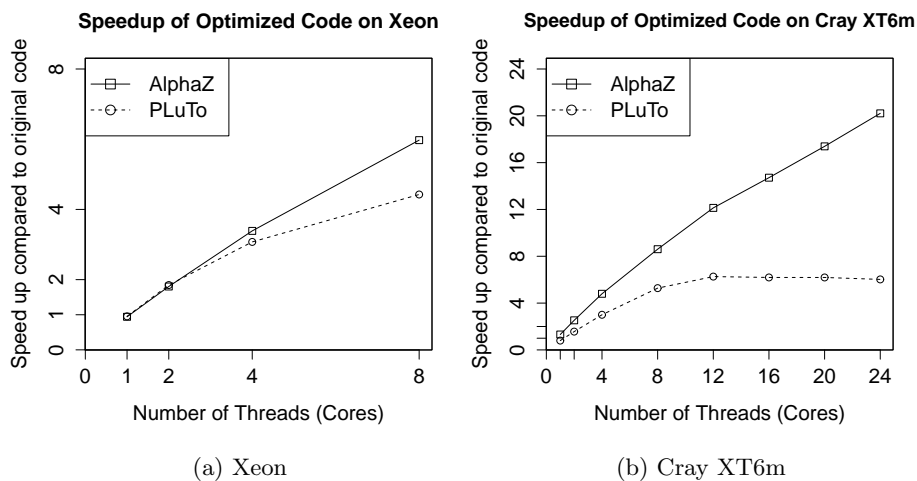 Speedup of Optimized Code on Xeon
Speed up compared to original code
8
4
2
1
0
AlphaZ
PLuTo
0 1 2 4 8
Number of Threads (Cores)
(a) Xeon
Speedup of Optimized Code on Cray XT6m
Speed up compared to original code
24
20
16
12
8
4
0
AlphaZ
PLuTo
0 4 8 12 16 20 24
Number of Threads (Cores)
(b) Cray XT6m